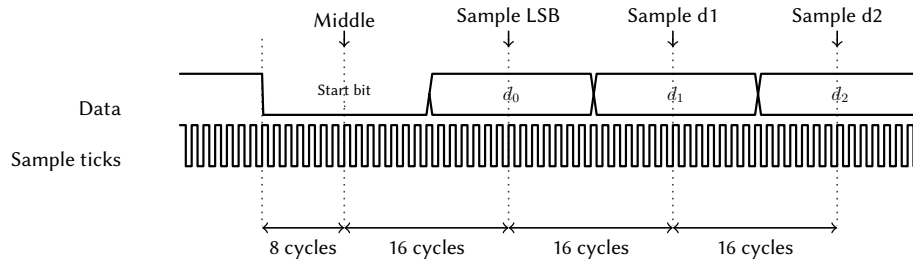 Middle
Sample LSB
Sample d1
Sample d2
Data
Start bit
d₀
d₁
d₂
Sample ticks
8 cycles
16 cycles
16 cycles
16 cycles